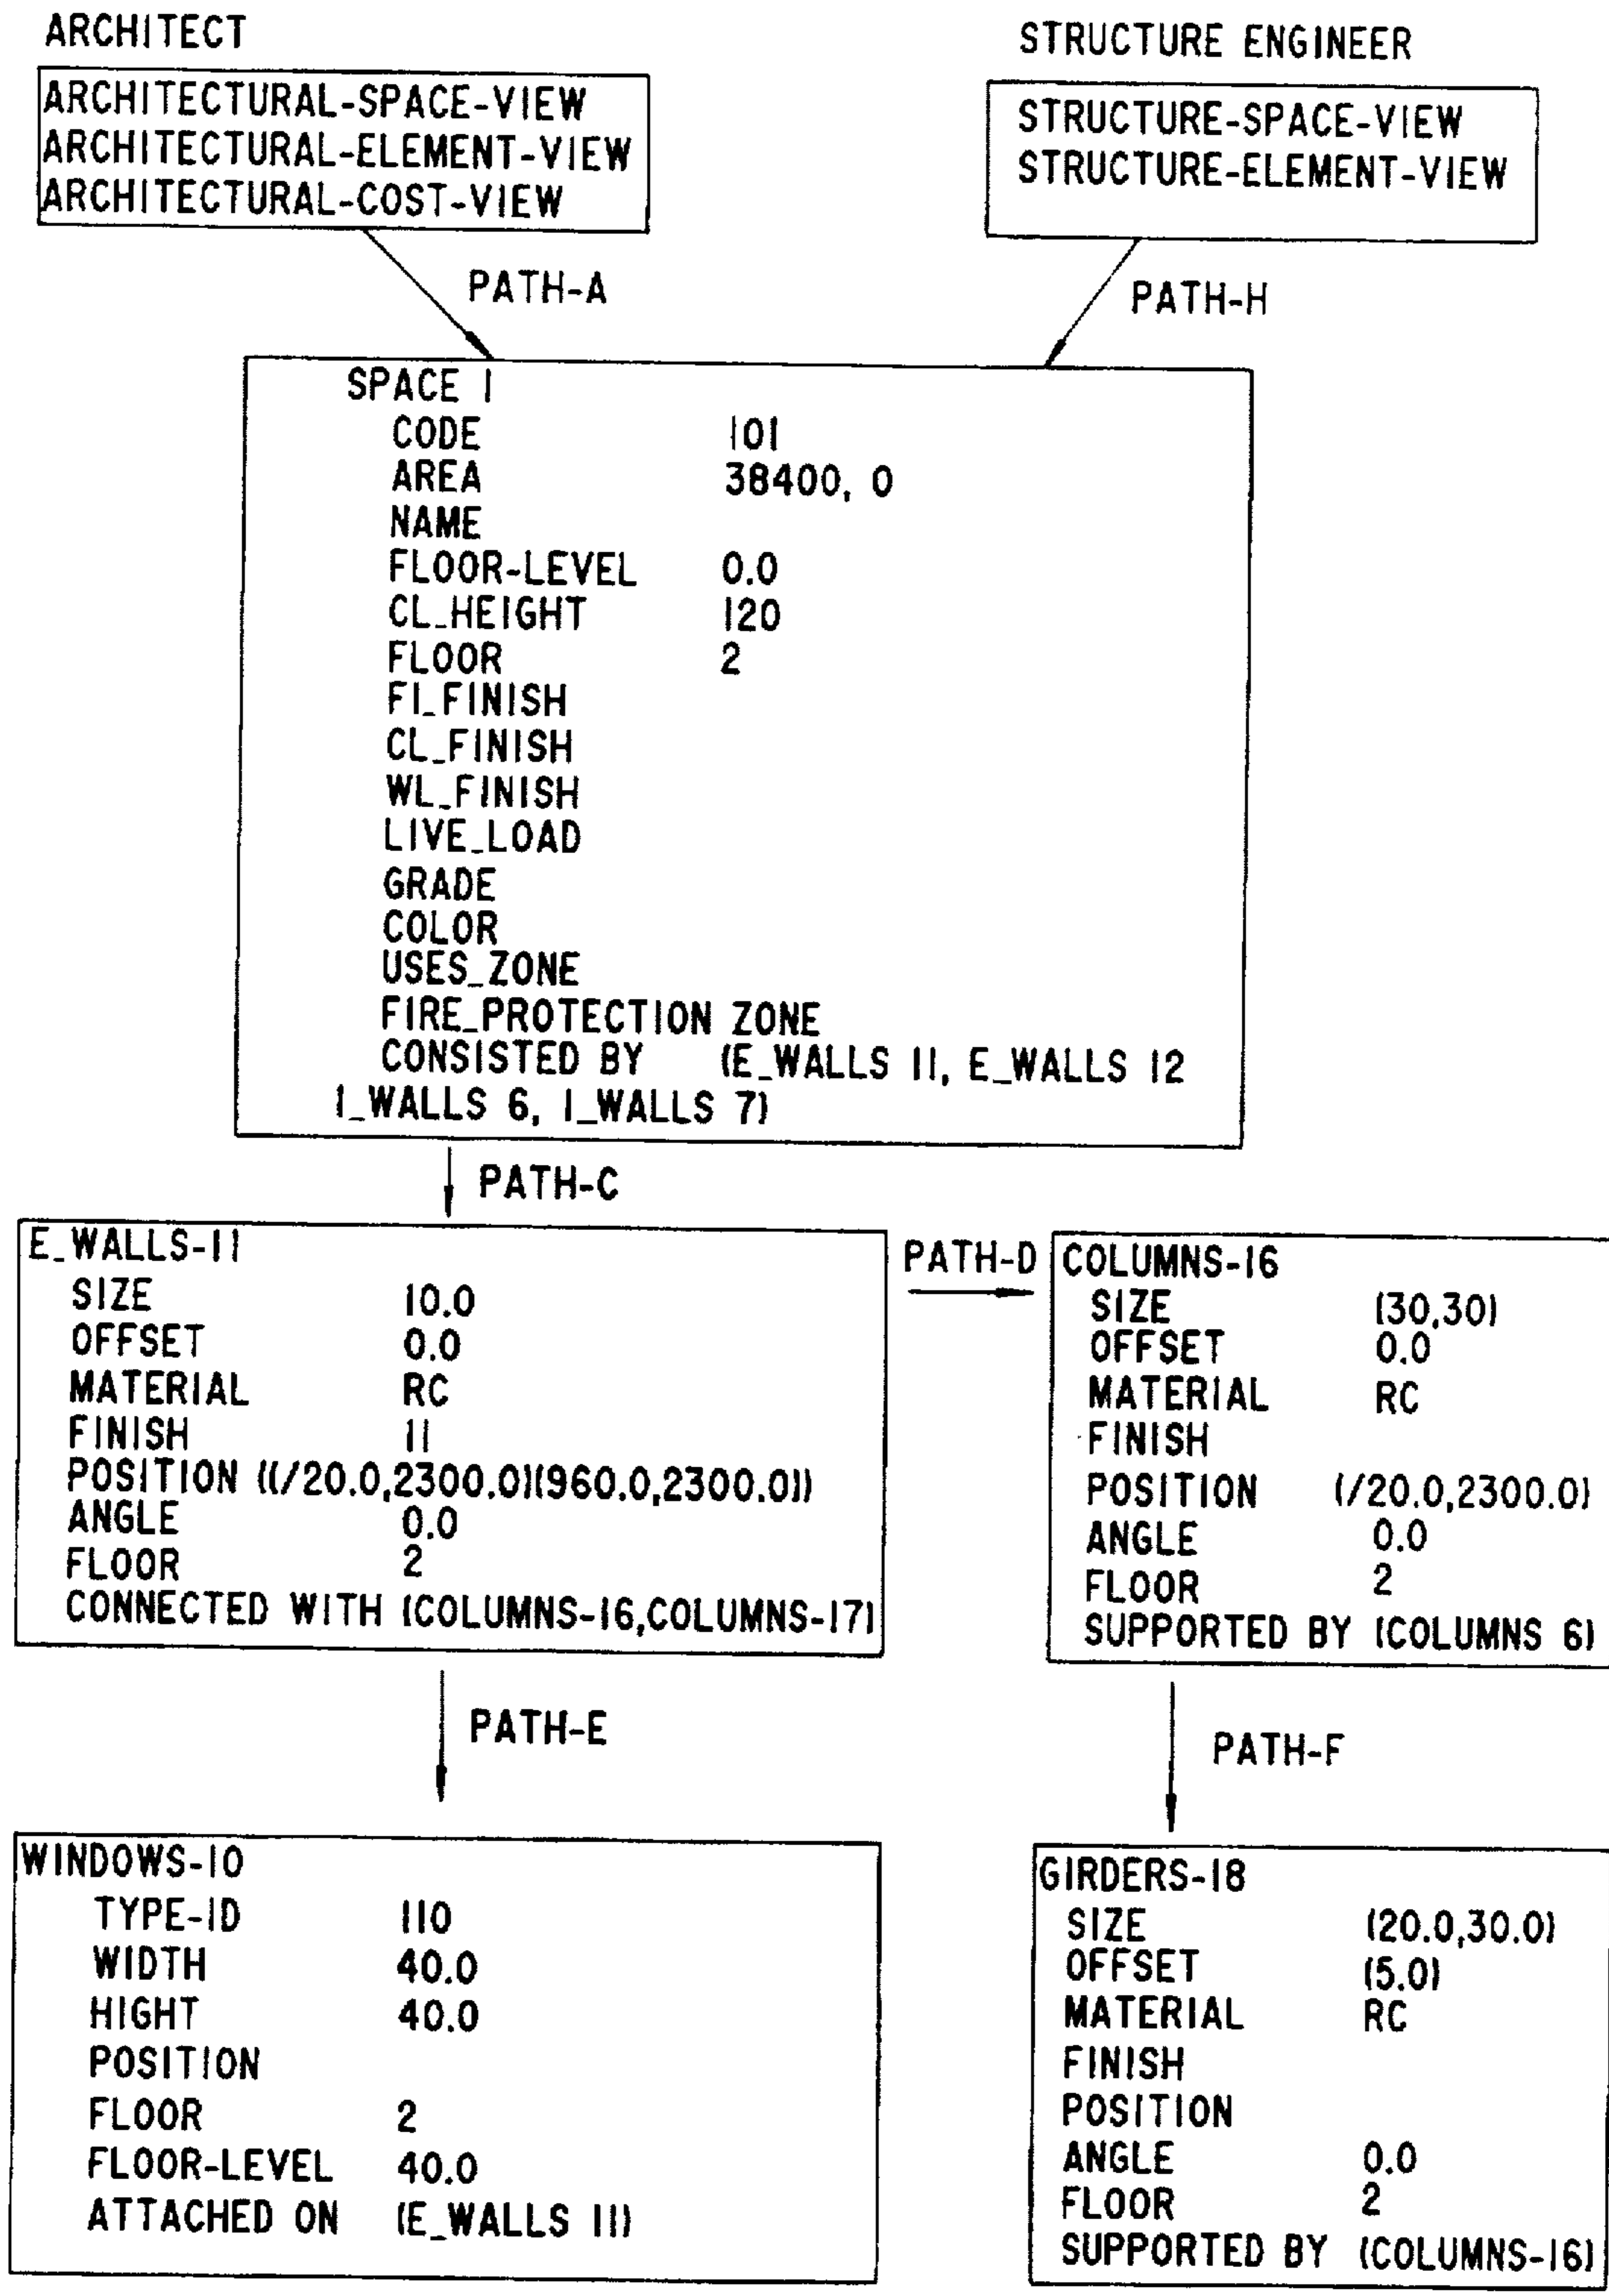 ARCHITECT
ARCHITECTURAL-SPACE-VIEW
ARCHITECTURAL-ELEMENT-VIEW
ARCHITECTURAL-COST-VIEW
STRUCTURE ENGINEER
STRUCTURE-SPACE-VIEW
STRUCTURE-ELEMENT-VIEW
PATH-A
PATH-H
SPACE 1
CODE 101
AREA 38400, 0
NAME
FLOOR-LEVEL 0.0
CL_HEIGHT 120
FLOOR 2
FI_FINISH
CL_FINISH
WL_FINISH
LIVE_LOAD
GRADE
COLOR
USES_ZONE
FIRE_PROTECTION ZONE
CONSISTED BY (E_WALLS 11, E_WALLS 12
I_WALLS 6, I_WALLS 7)
PATH-C
E_WALLS-11
SIZE 10.0
OFFSET 0.0
MATERIAL RC
FINISH 11
POSITION ((/20.0,2300.0)(960.0,2300.0))
ANGLE 0.0
FLOOR 2
CONNECTED WITH (COLUMNS-16,COLUMNS-17)
PATH-D
COLUMNS-16
SIZE (30,30)
OFFSET 0.0
MATERIAL RC
FINISH
POSITION (/20.0,2300.0)
ANGLE 0.0
FLOOR 2
SUPPORTED BY (COLUMNS 6)
PATH-E
PATH-F
WINDOWS-10
TYPE-ID 110
WIDTH 40.0
HIGHT 40.0
POSITION
FLOOR 2
FLOOR-LEVEL 40.0
ATTACHED ON (E_WALLS 11)
GIRDERS-18
SIZE (20.0,30.0)
OFFSET (5.0)
MATERIAL RC
FINISH
POSITION
ANGLE 0.0
FLOOR 2
SUPPORTED BY (COLUMNS-16)